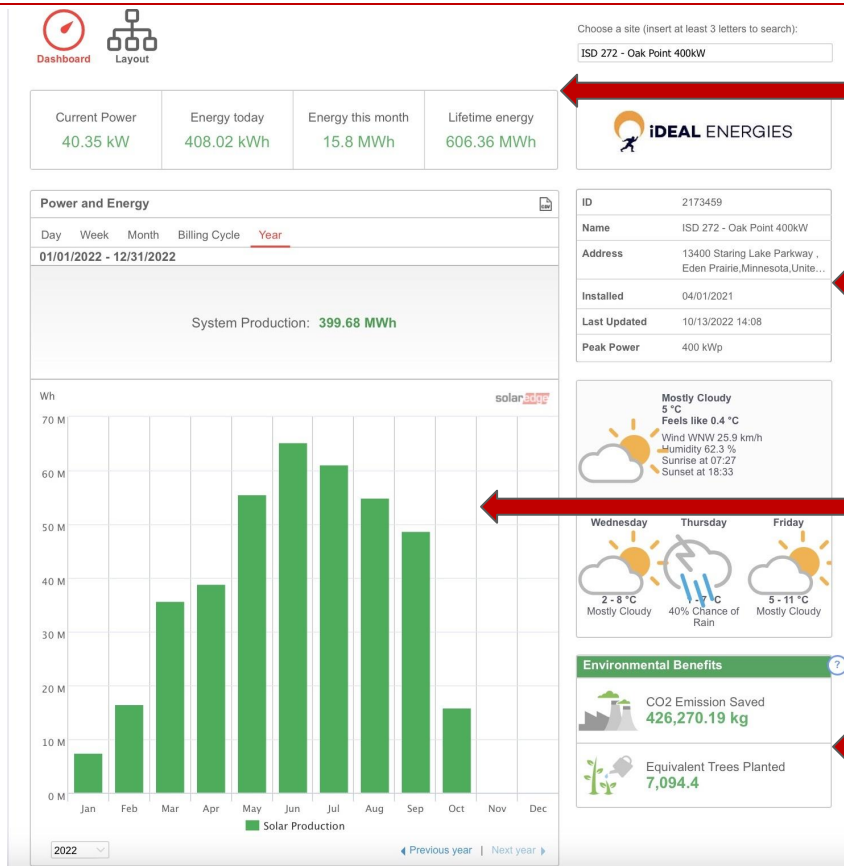 Dashboard
Layout
Choose a site (insert at least 3 letters to search):
ISD 272 - Oak Point 400kW
Current Power
40.35 kW
Energy today
408.02 kWh
Energy this month
15.8 MWh
Lifetime energy
606.36 MWh
iDEAL ENERGIES
Power and Energy
CSV
Day Week Month Billing Cycle Year
01/01/2022 - 12/31/2022
System Production: 399.68 MWh
ID 2173459
Name ISD 272 - Oak Point 400kW
Address 13400 Staring Lake Parkway ,
Eden Prairie,Minnesota,Unite...
Installed 04/01/2021
Last Updated 10/13/2022 14:08
Peak Power 400 kWp
Wh
solaredge
70 M
60 M
50 M
40 M
30 M
20 M
10 M
0 M
Jan Feb Mar Apr May Jun Jul Aug Sep Oct Nov Dec
Solar Production
2022
Previous year | Next year
Mostly Cloudy
5 °C
Feels like 0.4 °C
Wind WNW 25.9 km/h
Humidity 62.3 %
Sunrise at 07:27
Sunset at 18:33
Wednesday
2 - 8 °C
Mostly Cloudy
Thursday
- 7 °C
40% Chance of
Rain
Friday
5 - 11 °C
Mostly Cloudy
Environmental Benefits
?
CO2 Emission Saved
426,270.19 kg
Equivalent Trees Planted
7,094.4